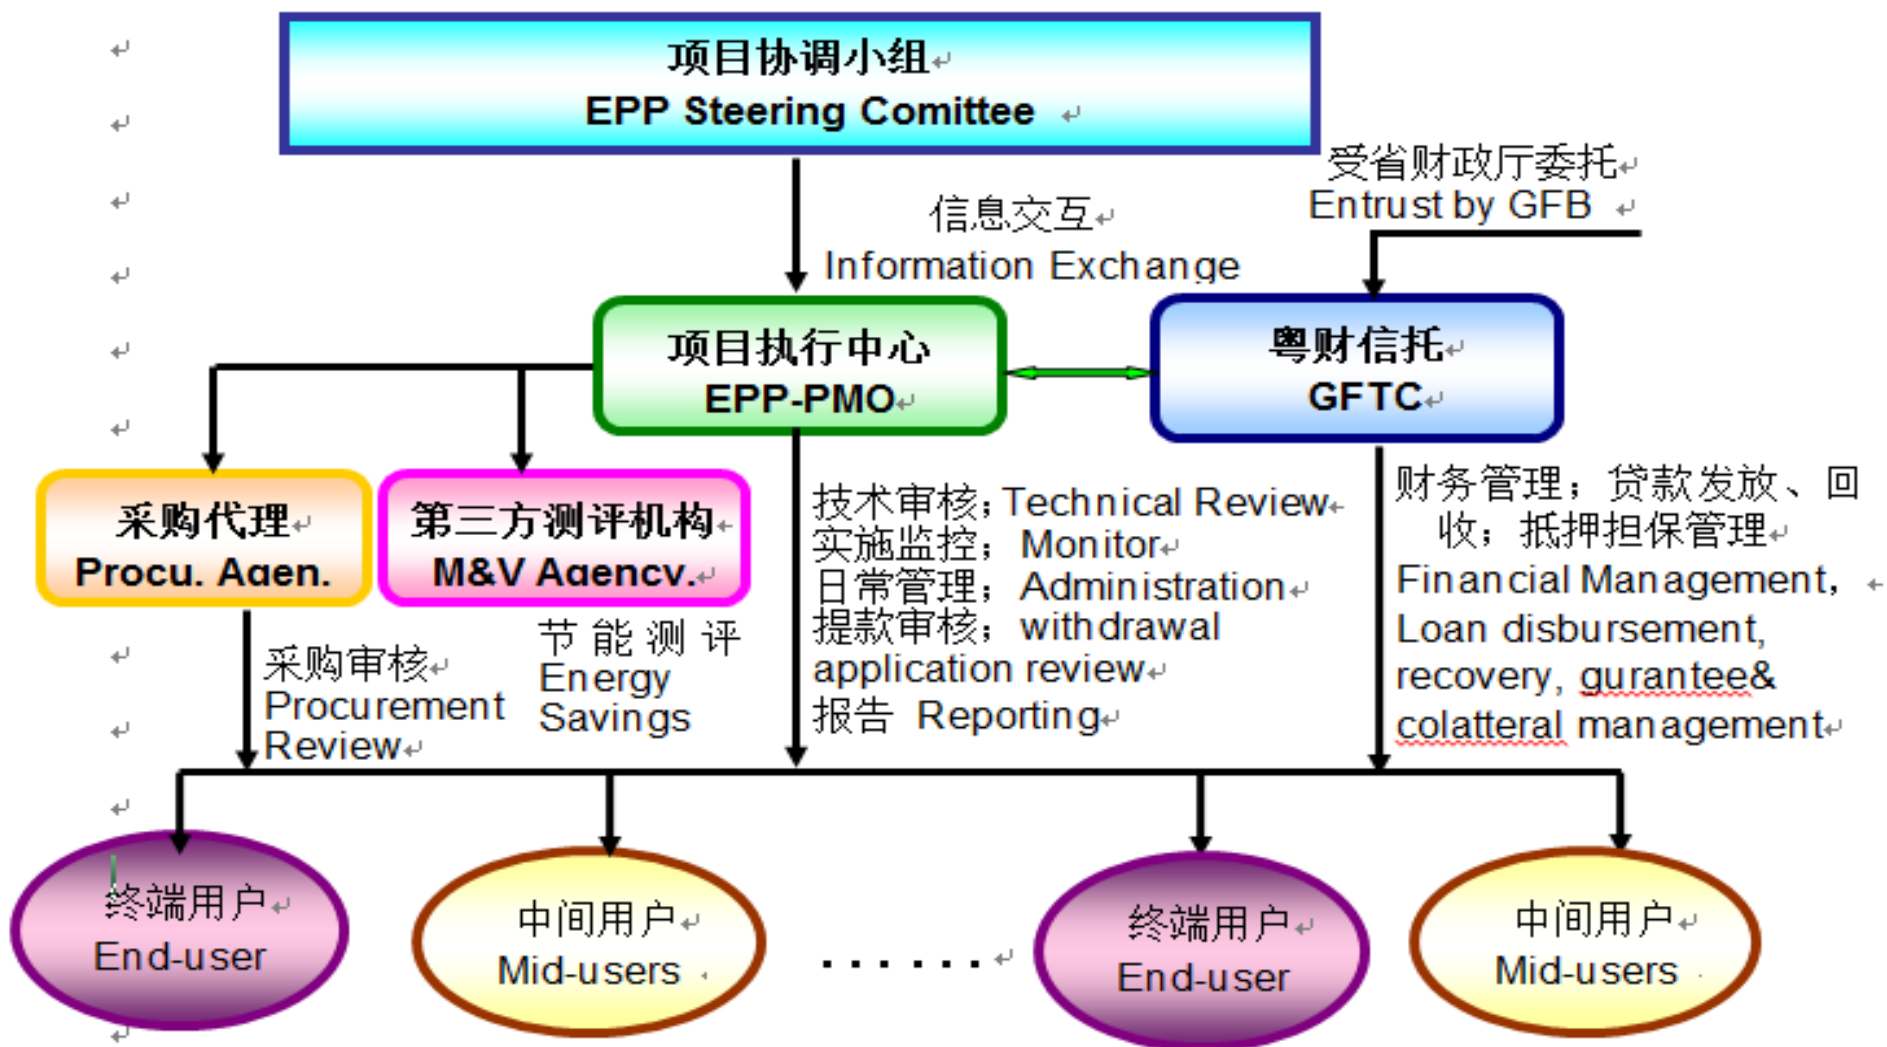 项目协调小组
EPP Steering Comittee
受省财政厅委托
Entrust by GFB
信息交互
Information Exchange
项目执行中心
EPP-PMO
粤财信托
GFTC
采购代理
Procu. Agen.
第三方测评机构
M&V Agency.
技术审核；Technical Review
实施监控；Monitor
日常管理；Administration
提款审核；withdrawal
application review
报告 Reporting
财务管理；贷款发放、回
收；抵押担保管理
Financial Management,
Loan disbursement,
recovery, gurantee&
colatteral management
采购审核
Procurement
Review
节能测评
Energy
Savings
终端用户
End-user
中间用户
Mid-users
......
终端用户
End-user
中间用户
Mid-users